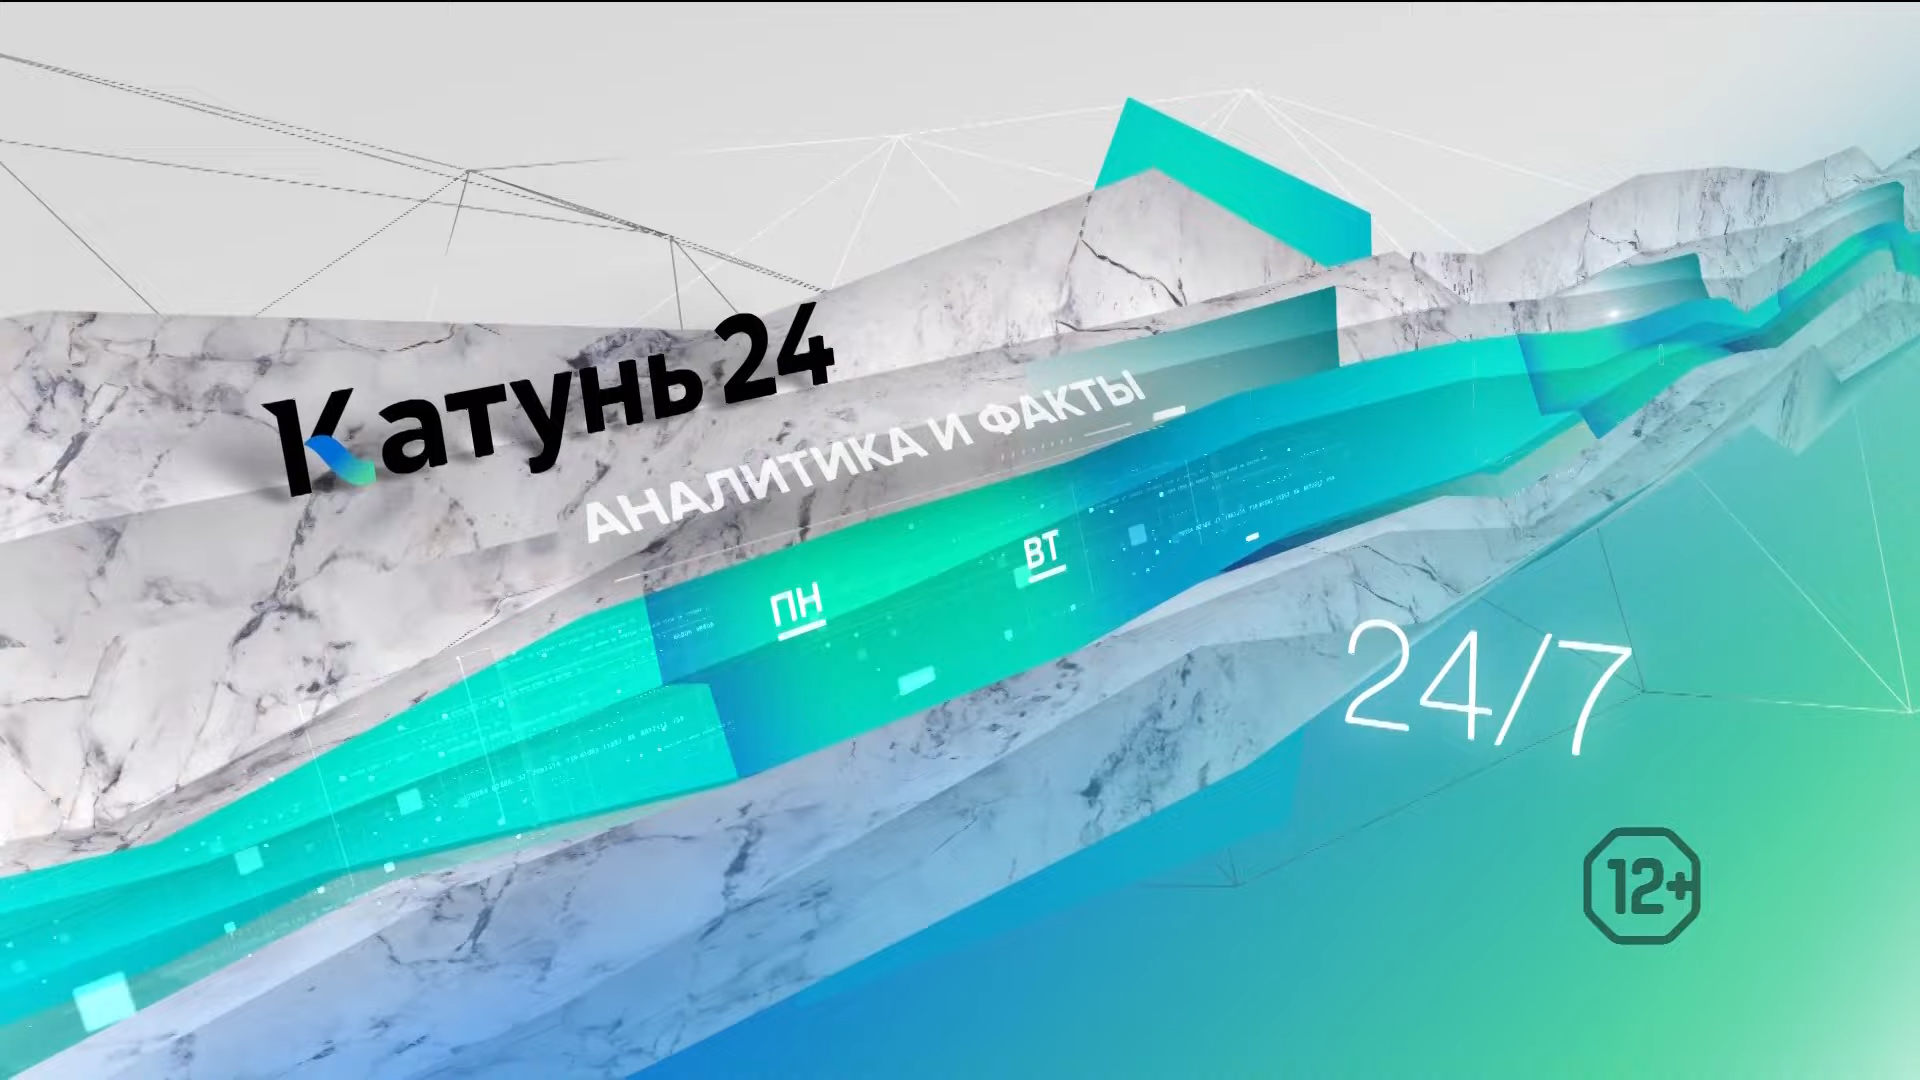 Катунь 24
АНАЛИТИКА И ФАКТЫ
ПН
ВТ
24/7
12+